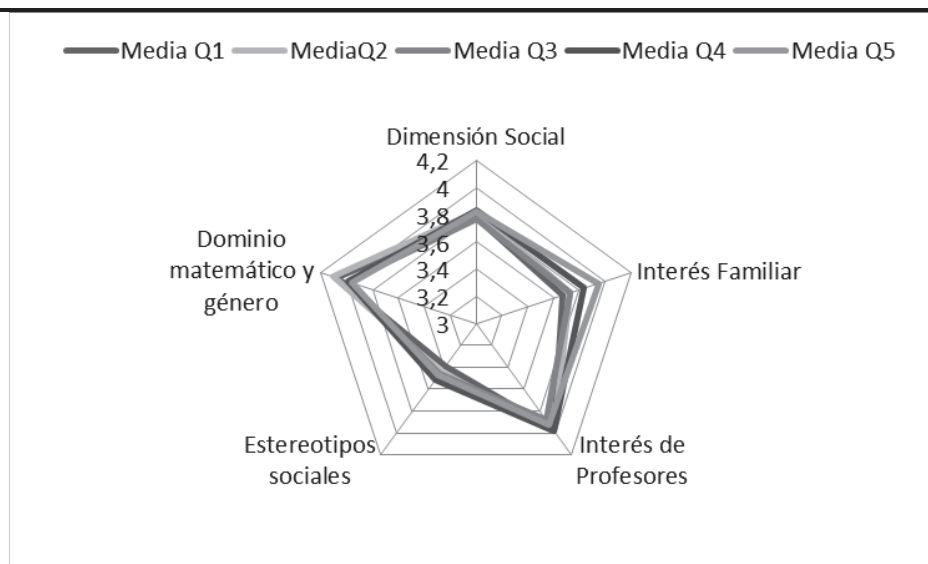 Media Q1 MediaQ2 Media Q3 Media Q4 Media Q5
Dimensión Social
4,2
4
3,8
3,6
3,4
3,2
3
Dominio
matemático y
género
Interés Familiar
Estereotipos
sociales
Interés de
Profesores